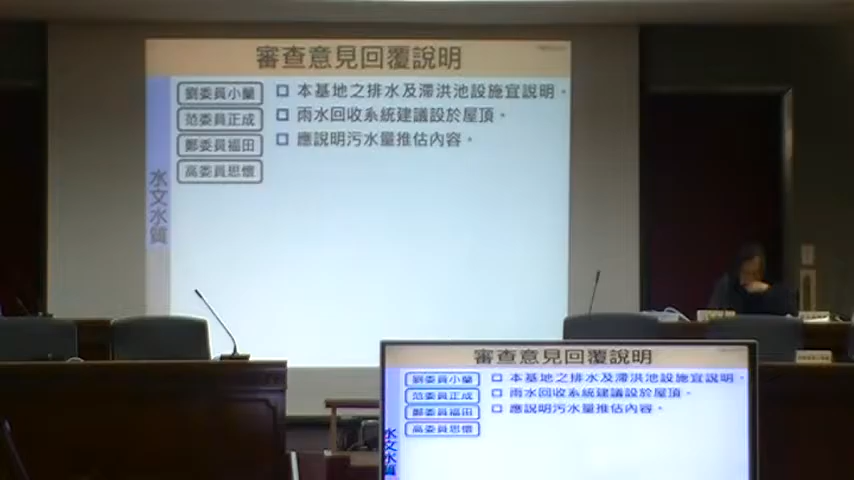 審查意見回覆說明
劉委員小蘭
本基地之排水及滯洪池設施宜說明。
范委員正成
雨水回收系統建議設於屋頂。
鄭委員福田
應說明污水量推估內容。
高委員思懷
水文水質
審查意見回覆說明
劉委員小蘭
本基地之排水及滯洪池設施宜說明。
范委員正成
雨水回收系統建議設於屋頂。
鄭委員福田
應說明污水量推估內容。
高委員思懷
水文水質